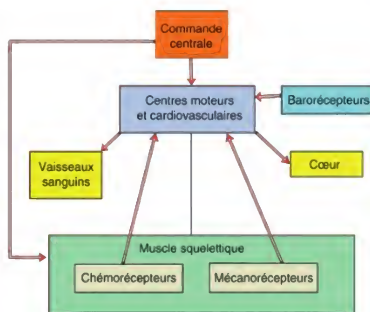 Commande
centrale
Centres moteurs
et cardiovasculaires
Barorécepteurs
Vaisseaux
sanguins
Cœur
Muscle squelettique
Chémorécepteurs
Mécanorécepteurs